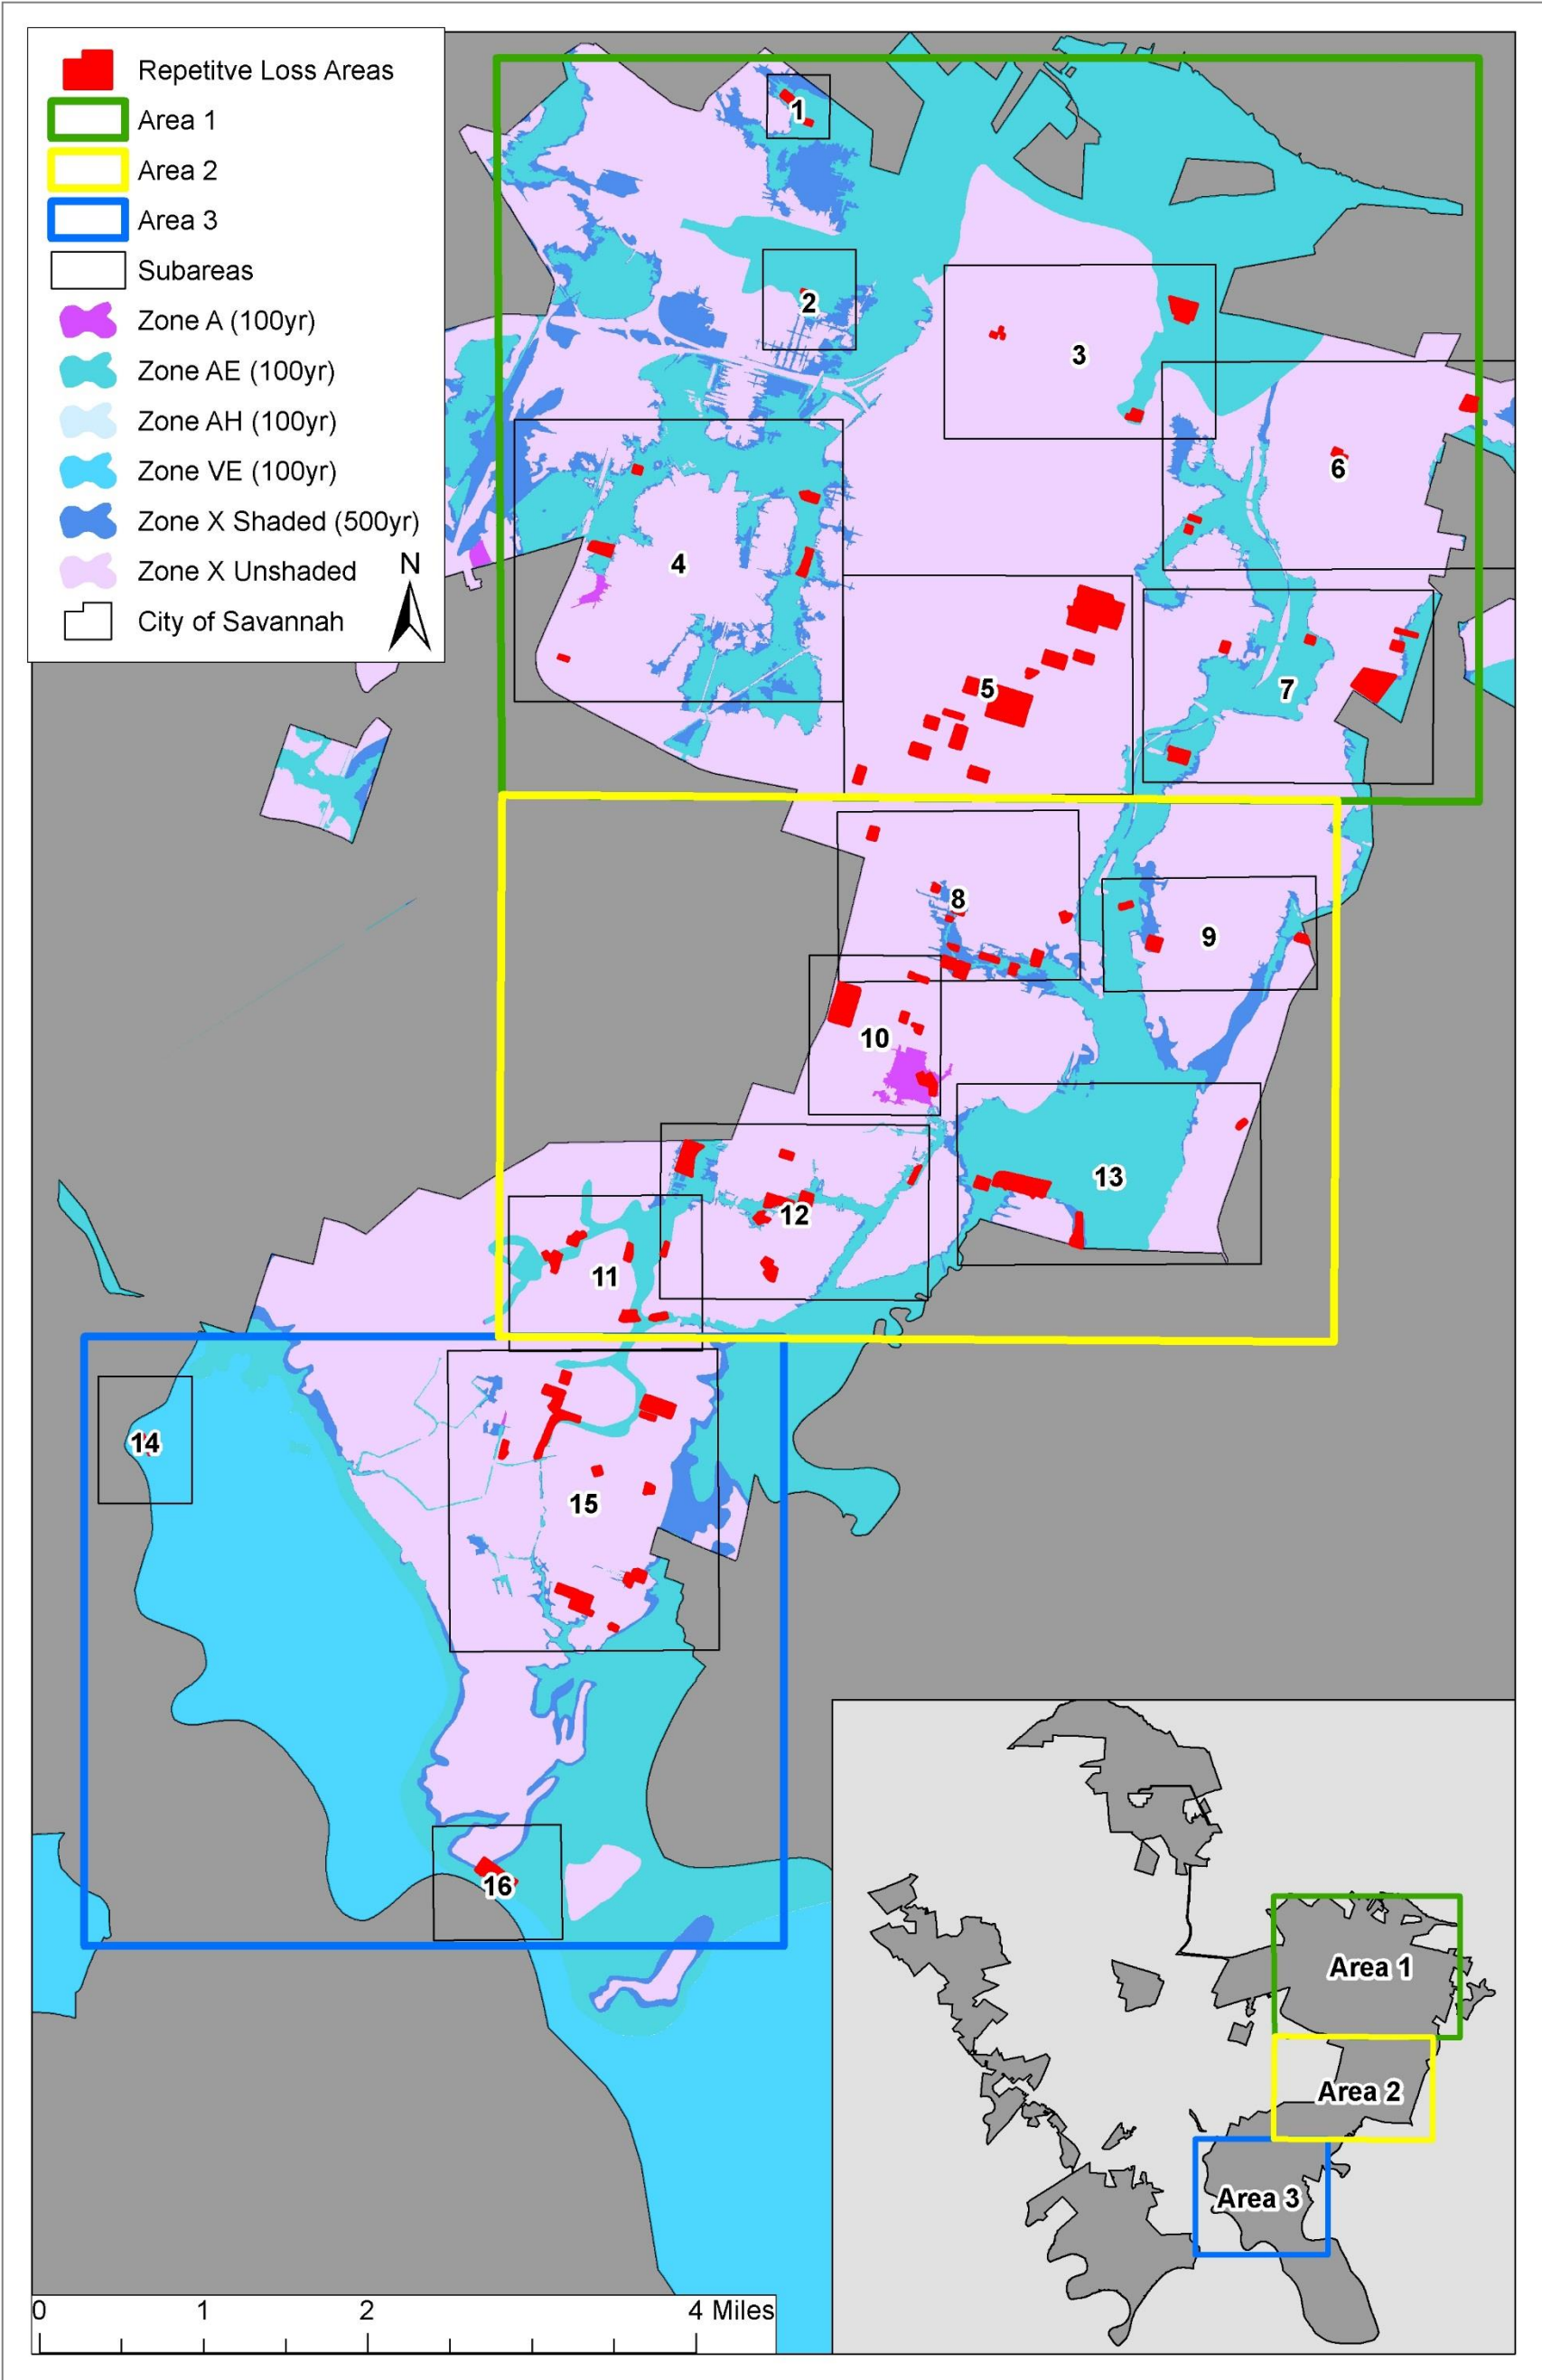 Repetitve Loss Areas
Area 1
Area 2
Area 3
Subareas
Zone A (100yr)
Zone AE (100yr)
Zone AH (100yr)
Zone VE (100yr)
Zone X Shaded (500yr)
Zone X Unshaded
City of Savannah
N
1
2
3
4
5
6
7
8
9
10
11
12
13
14
15
16
Area 1
Area 2
Area 3
0 1 2 4 Miles